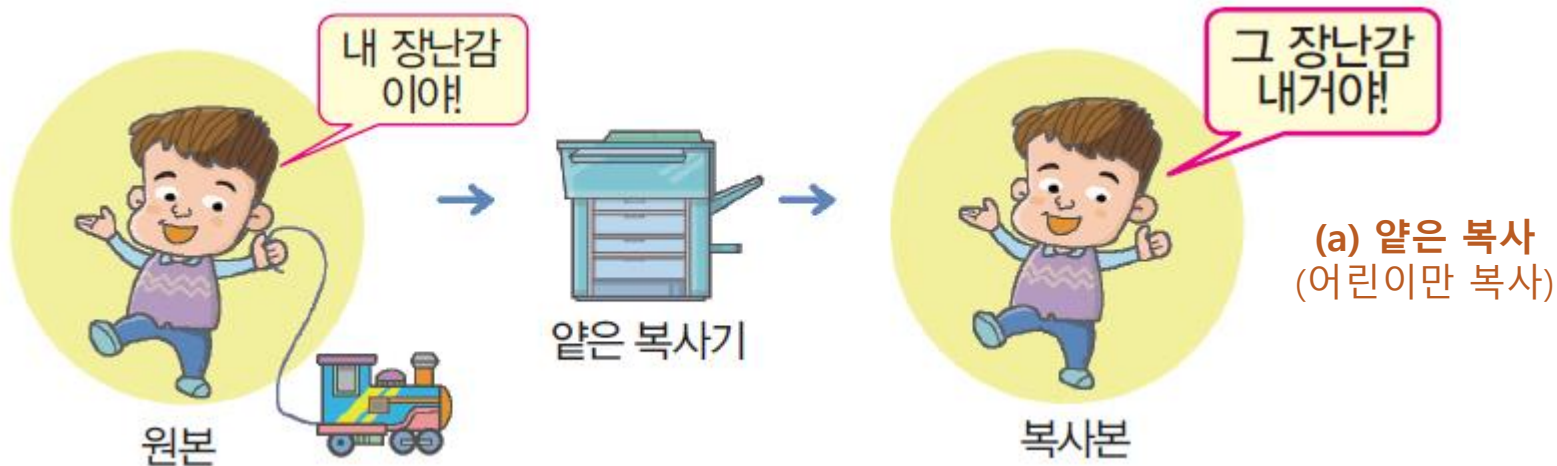 내 장난감
이야!
그 장난감
내거야!
(a) 얕은 복사
(어린이만 복사)
얕은 복사기
원본
복사본